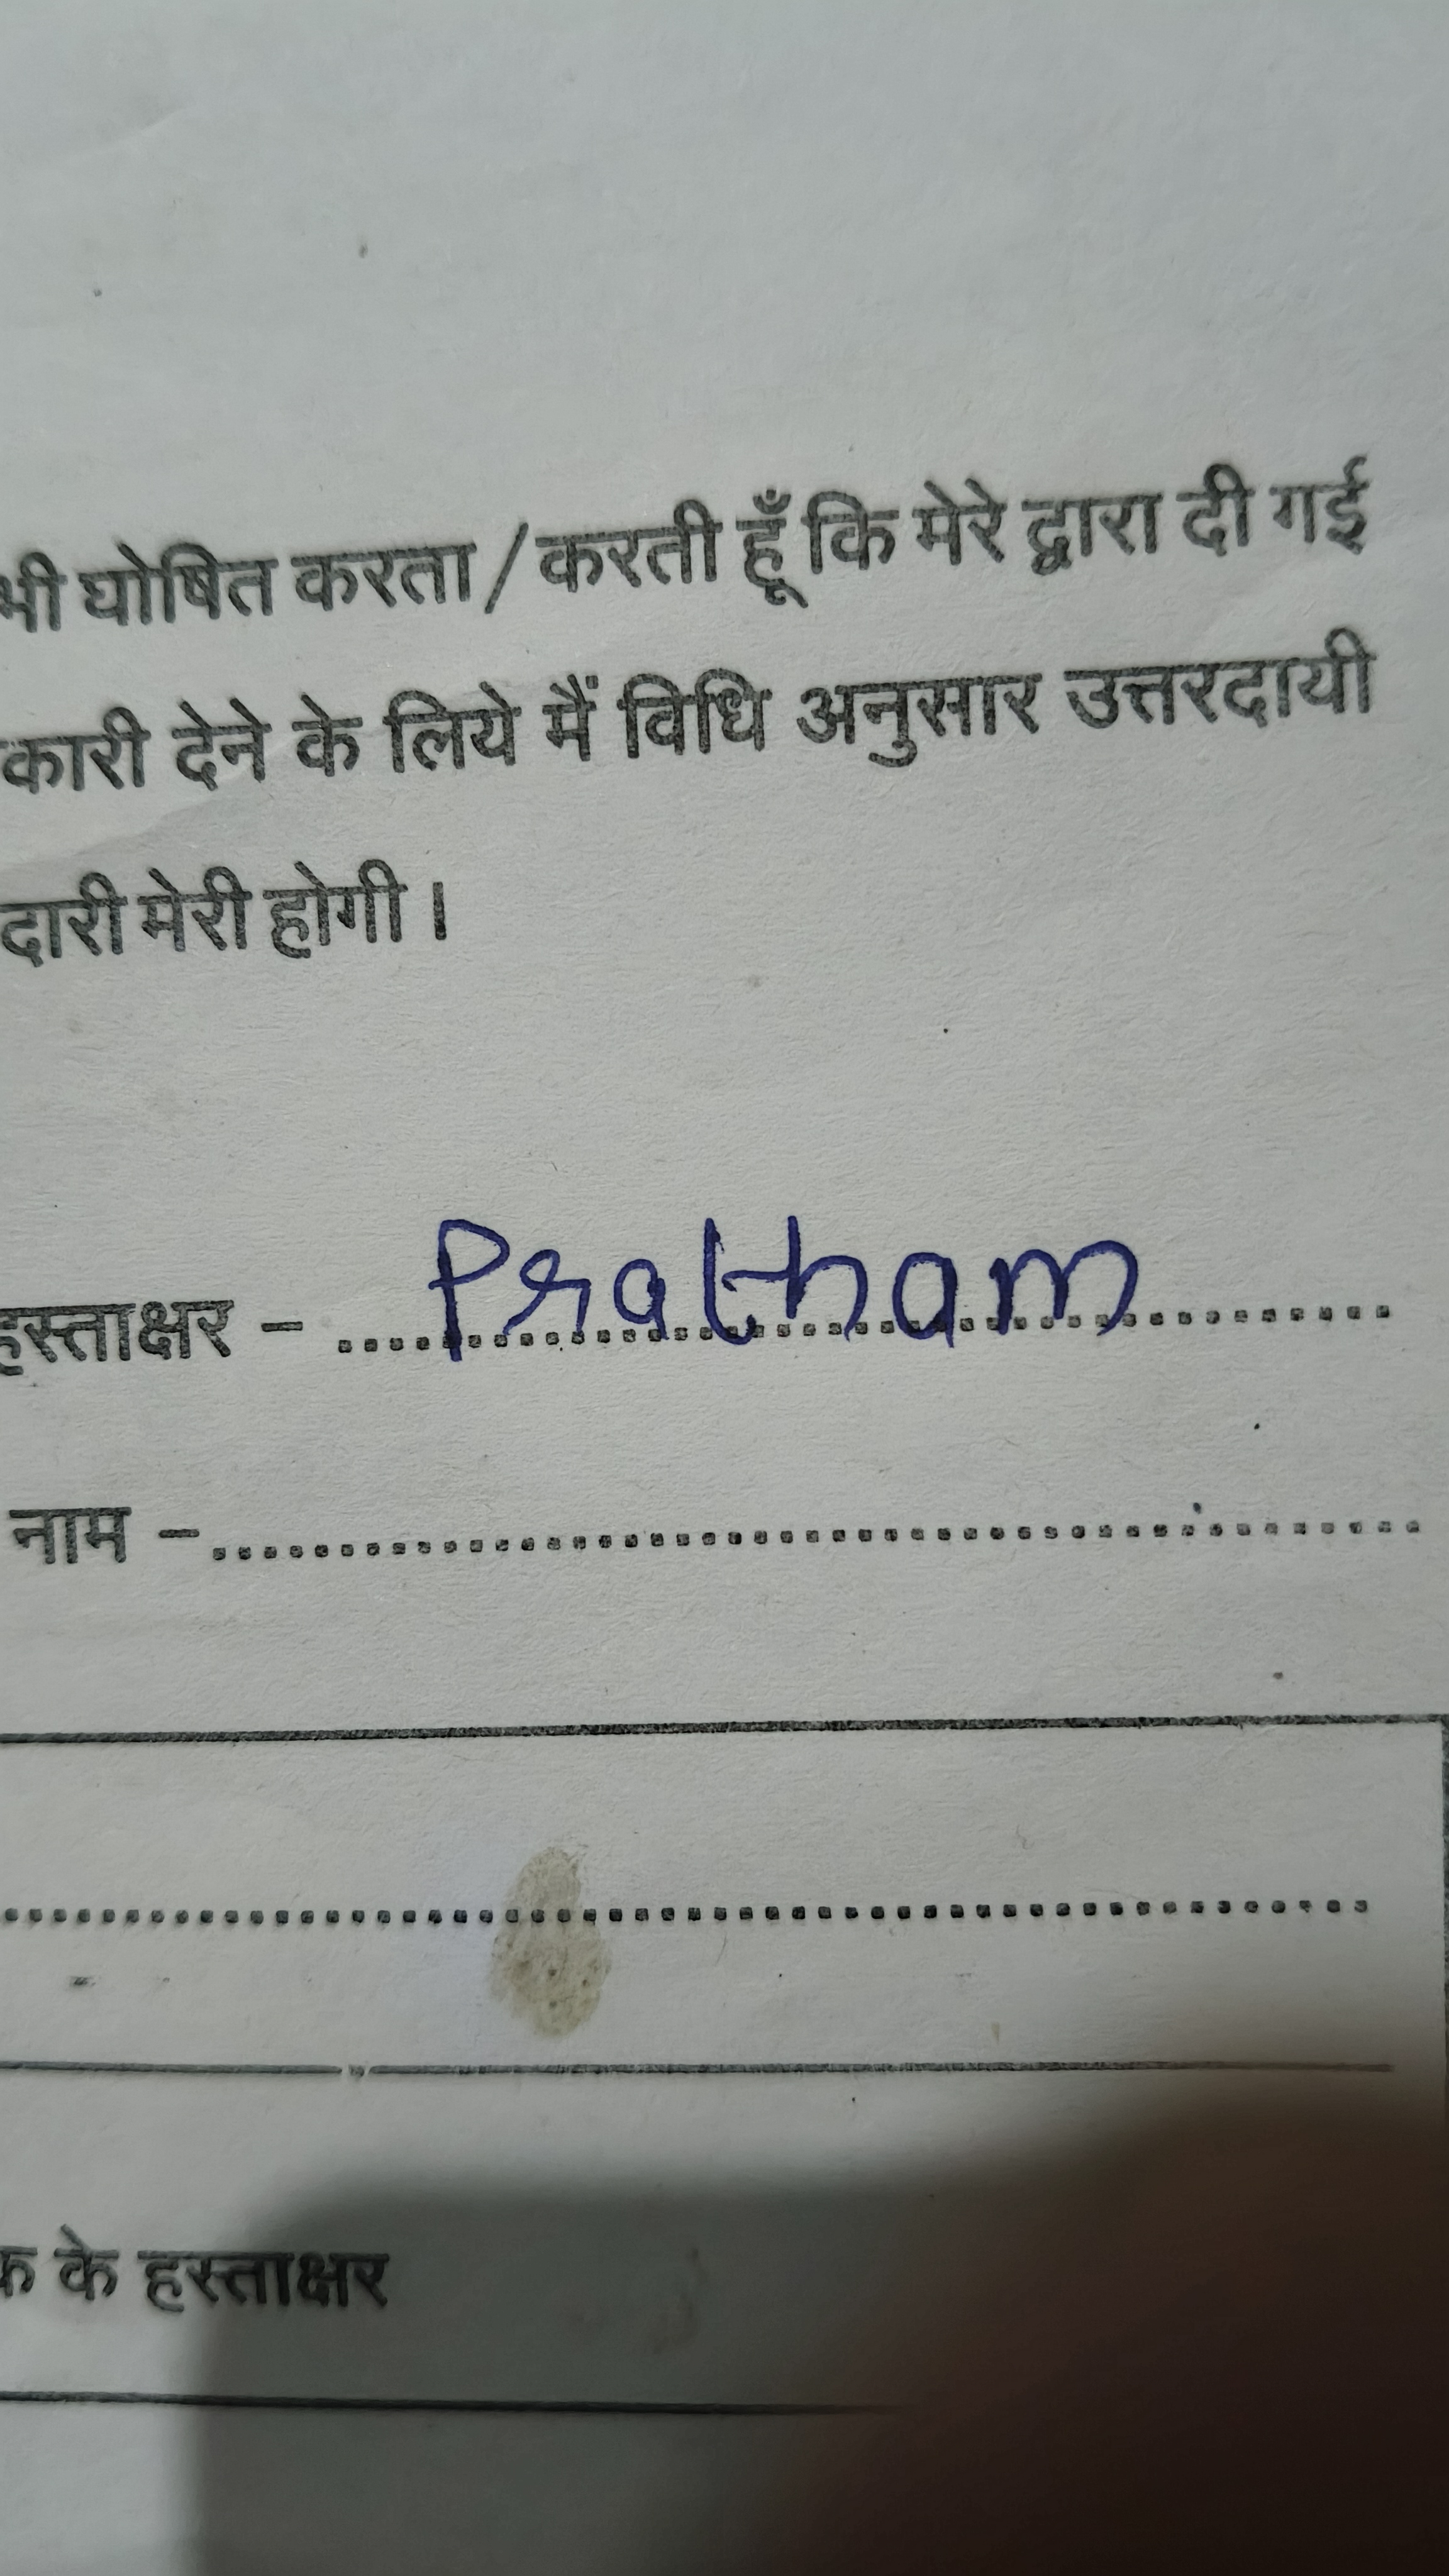 भी घोषित करता / करती हूँ कि मेरे द्वारा दी गई
कारी देने के लिये मैं विधि अनुसार उत्तरदायी
दारी मेरी होगी।
हस्ताक्षर - Pratham
नाम -
क के हस्ताक्षर